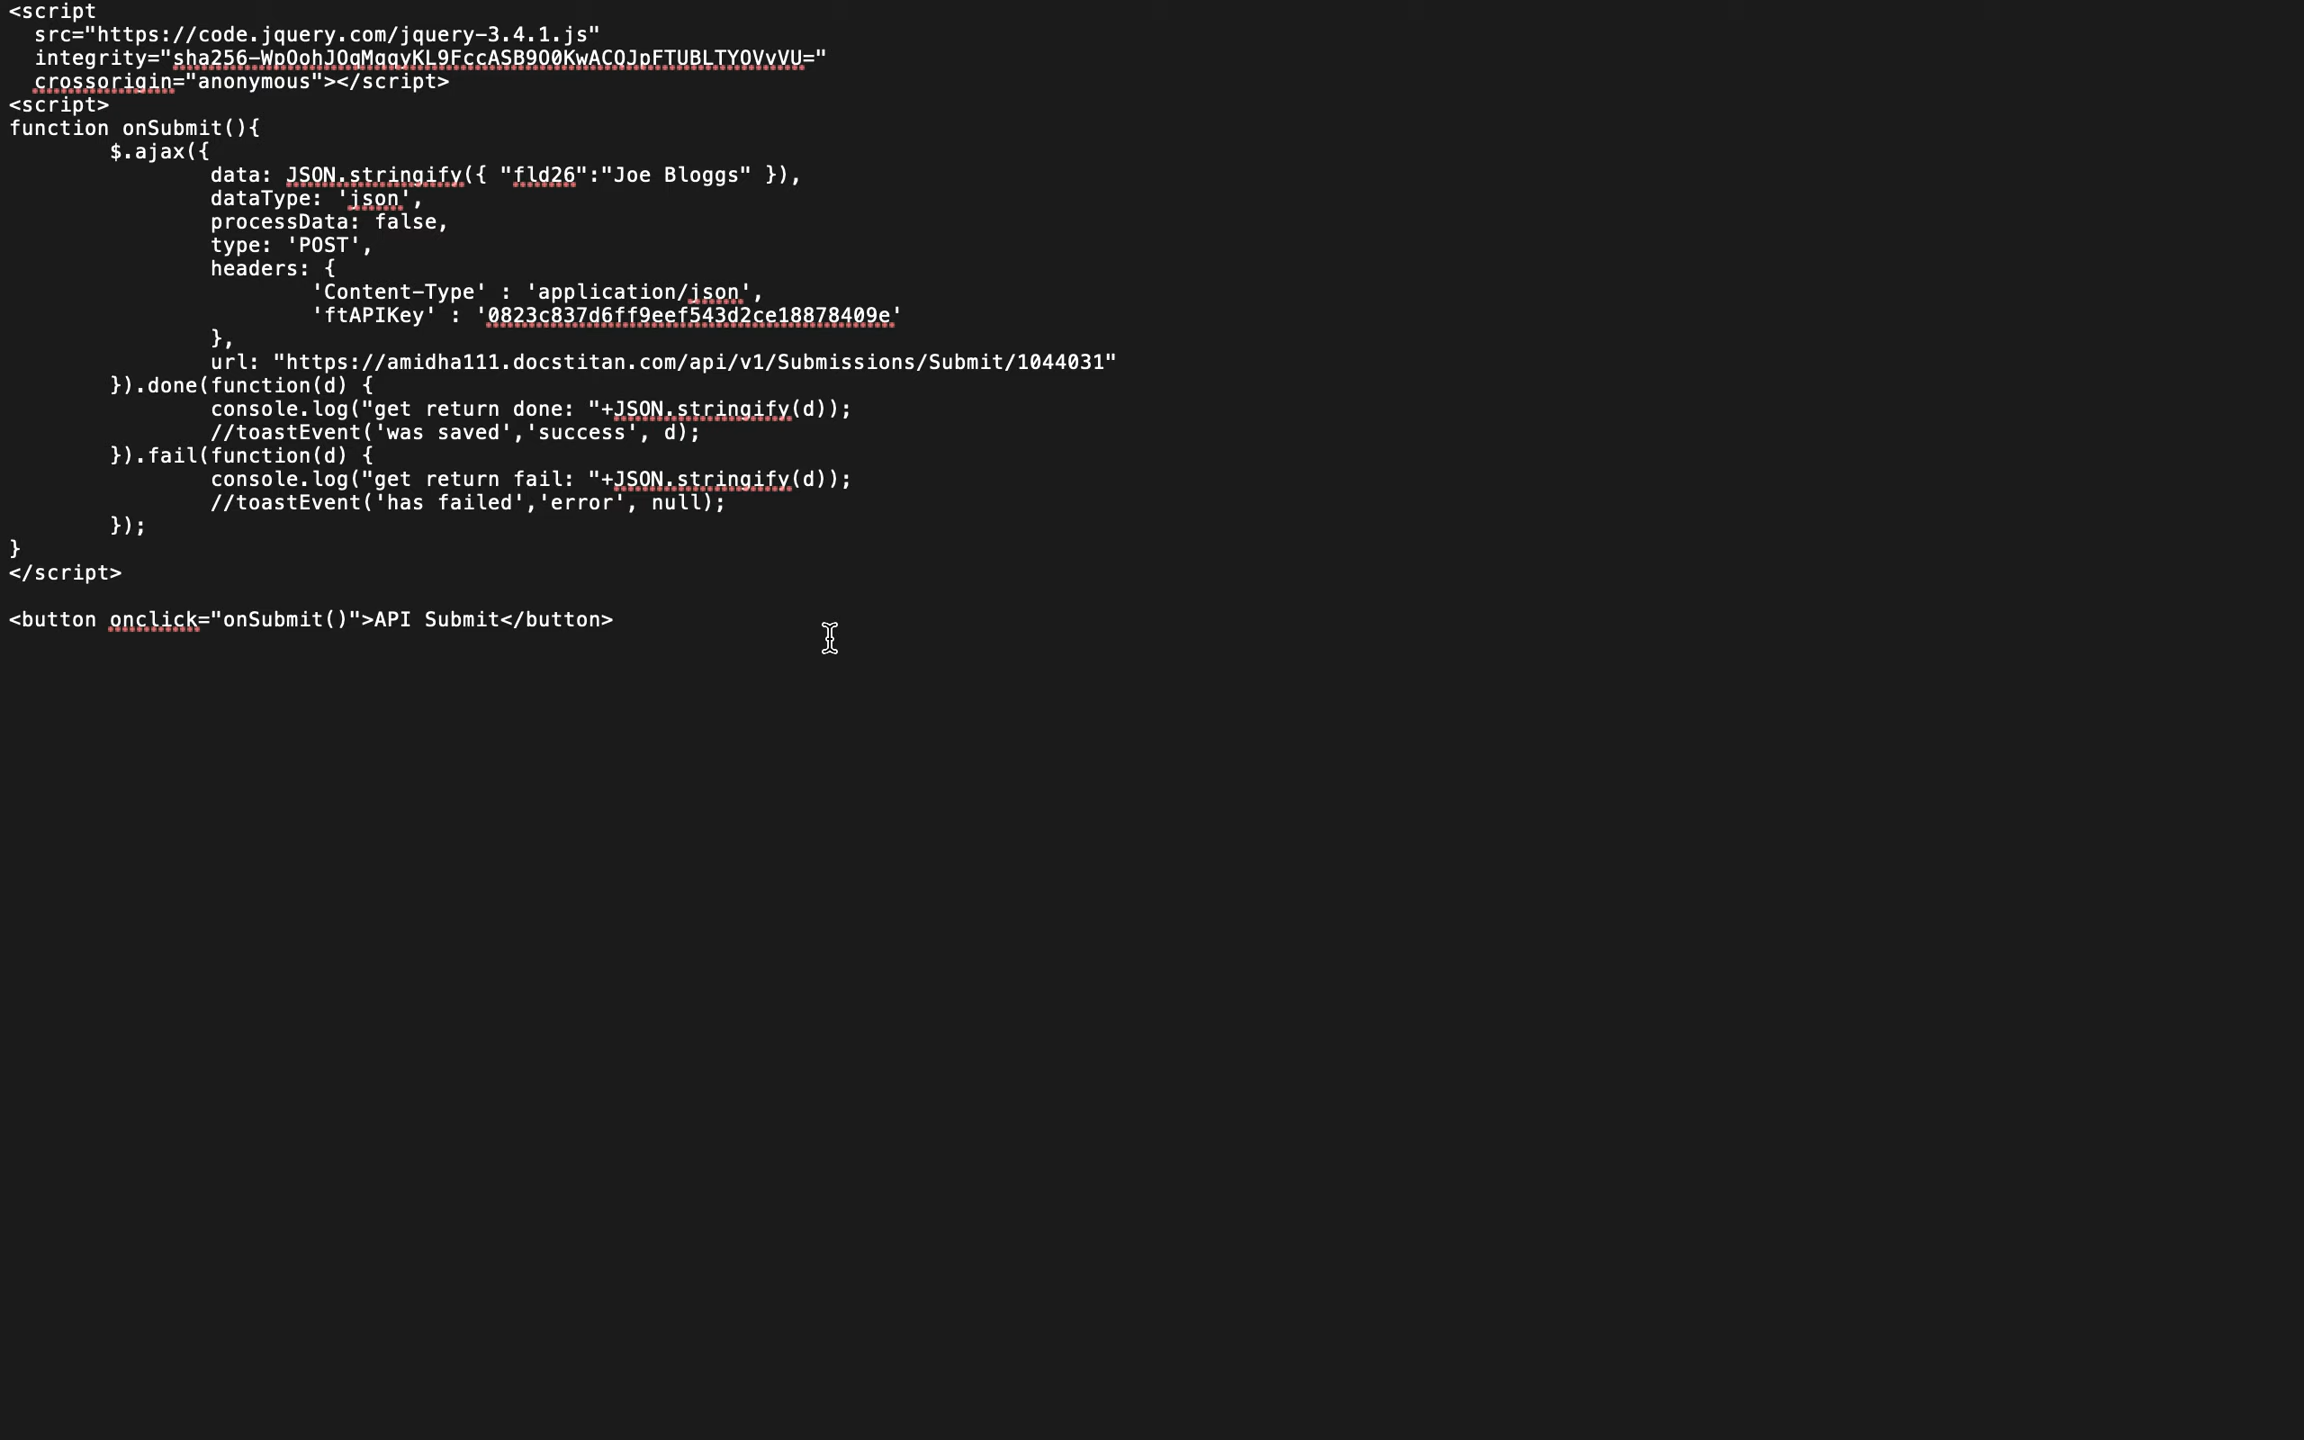 <script
  src="https://code.jquery.com/jquery-3.4.1.js"
  integrity="sha256-WpOohJOqMqqyKL9FccASB9O0KwACQJpFTUBLTYOVvVU="
  crossorigin="anonymous"></script>
<script>
function onSubmit(){
        $.ajax({
                data: JSON.stringify({ "fld26":"Joe Bloggs" }),
                dataType: 'json',
                processData: false,
                type: 'POST',
                headers: {
                        'Content-Type' : 'application/json',
                        'ftAPIKey' : '0823c837d6ff9eef543d2ce18878409e'
                },
                url: "https://amidha111.docstitan.com/api/v1/Submissions/Submit/1044031"
        }).done(function(d) {
                console.log("get return done: "+JSON.stringify(d));
                //toastEvent('was saved','success', d);
        }).fail(function(d) {
                console.log("get return fail: "+JSON.stringify(d));
                //toastEvent('has failed','error', null);
        });
}
</script>

<button onclick="onSubmit()">API Submit</button>